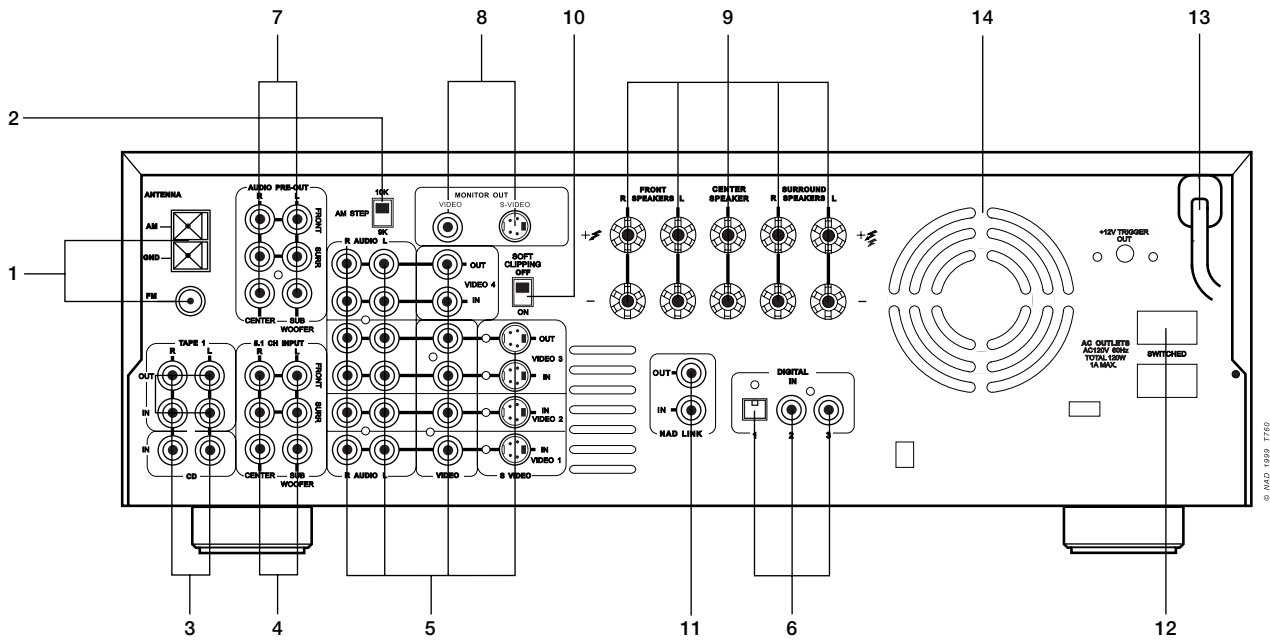 7
8
10
9
14
13
2
ANTENNA
AM
GND
FM
1
AUDIO PRE-OUT
R L
FRONT
SURR
CENTER
SUB
WOOFER
10K
AM STEP
9K
MONITOR OUT
VIDEO
S-VIDEO
R AUDIO L
OUT
VIDEO 4
IN
SOFT
CLIPPING
OFF
ON
FRONT
R SPEAKERS L
CENTER
SPEAKER
SURROUND
R SPEAKERS L
+
+
–
–
+12V TRIGGER
OUT
AC OUTLETS
AC120V 60Hz
TOTAL 120W
1A MAX.
SWITCHED
TAPE 1
R L
OUT
IN
IN
CD
5.1 CH INPUT
R L
FRONT
SURR
CENTER
SUB
WOOFER
OUT
VIDEO 3
IN
IN
VIDEO 2
IN
VIDEO 1
R AUDIO L
VIDEO
S VIDEO
OUT
IN
NAD LINK
DIGITAL
IN
1
2
3
© NAD 1999 T760
3
4
5
11
6
12